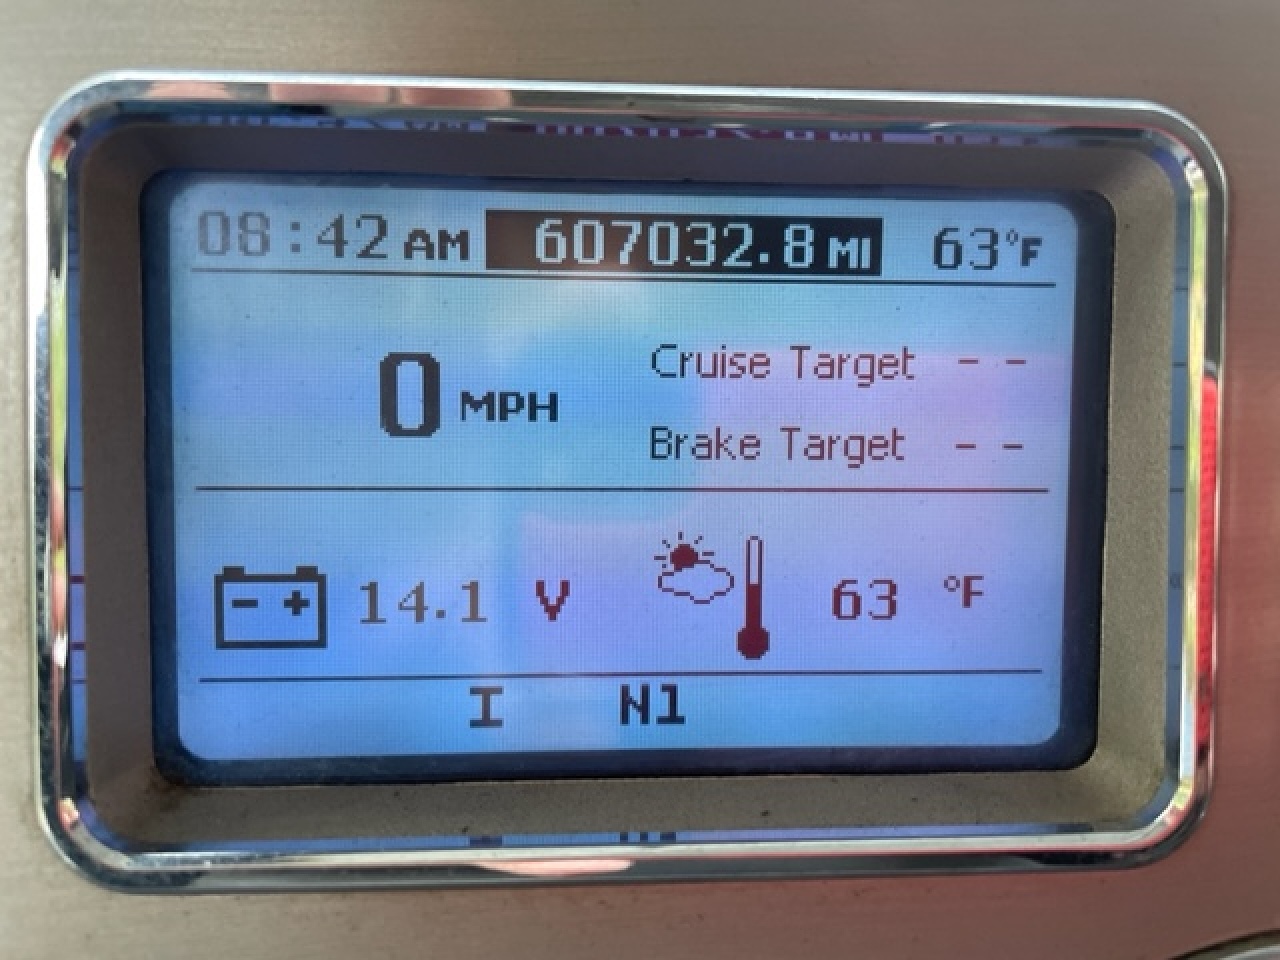 08:42 AM 607032.8 MI 63°F
0 MPH
Cruise Target - -
Brake Target - -
- + 14.1 V 63 °F
I N1